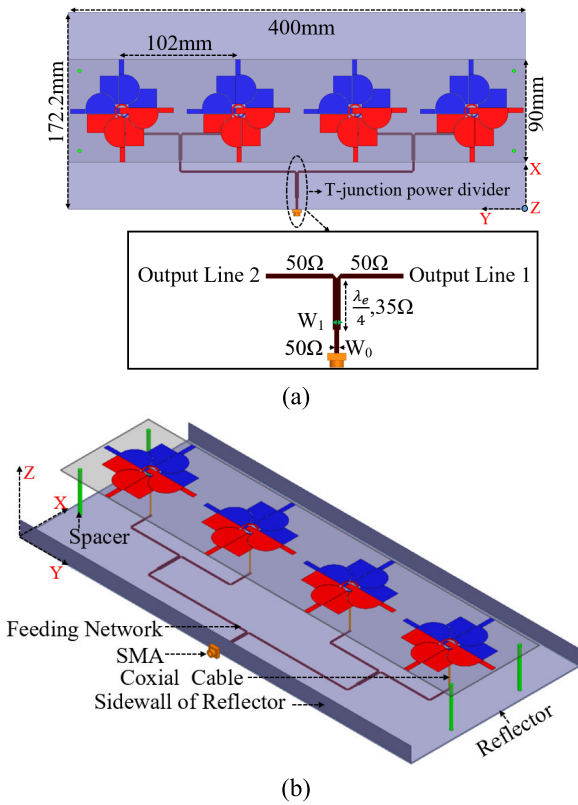 400mm
102mm
172.2mm
90mm
T-junction power divider
X
Y
Z
50Ω 50Ω
Output Line 2 Output Line 1
λe/4,35Ω
W1
50Ω W0
(a)
Z
X
Y
Spacer
Feeding Network
SMA
Coxial Cable
Sidewall of Reflector
Reflector
(b)